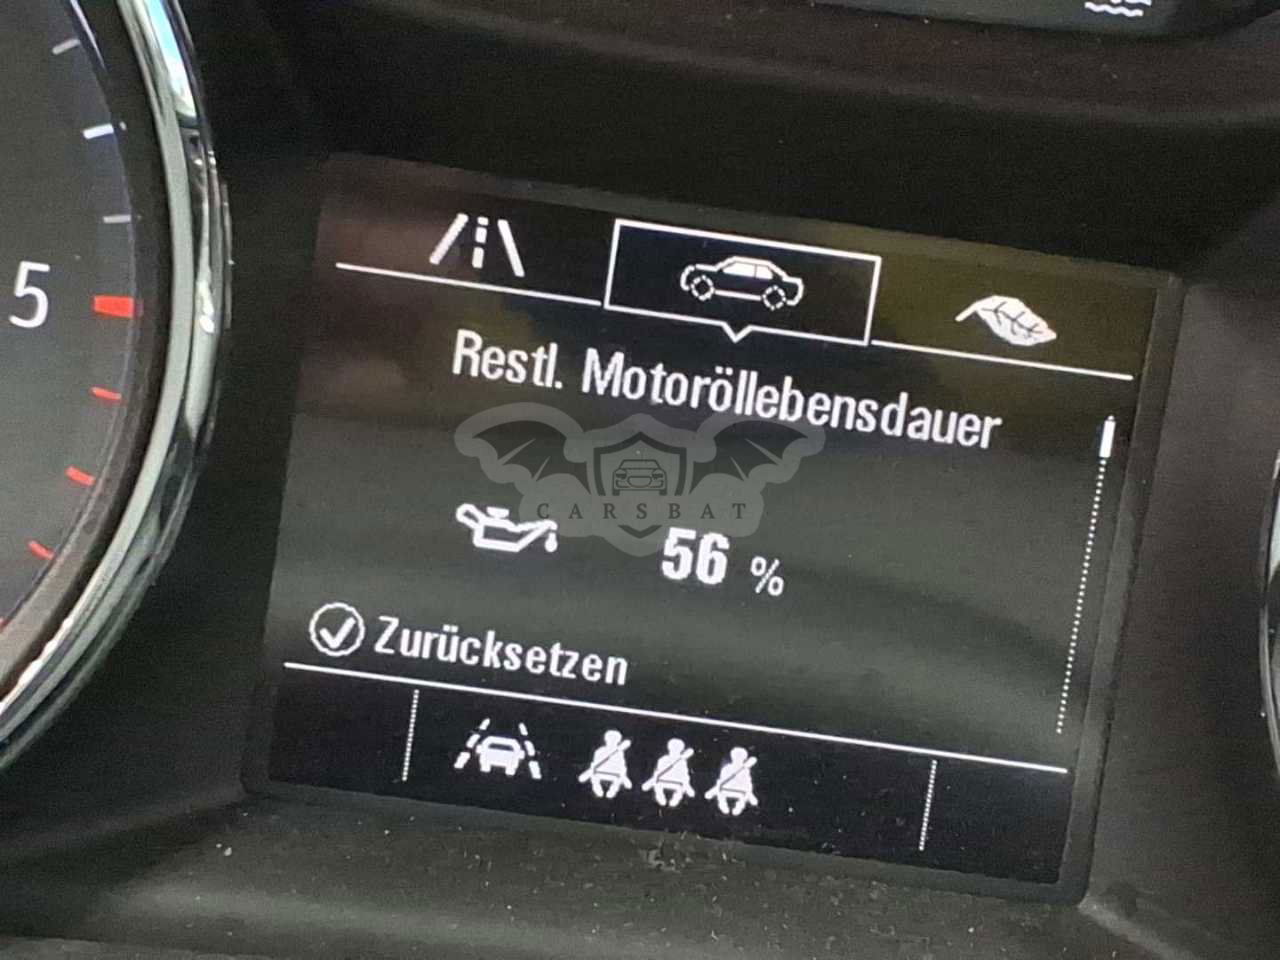 5
Restl. Motoröllebensdauer
CARSBAT
56 %
Zurücksetzen